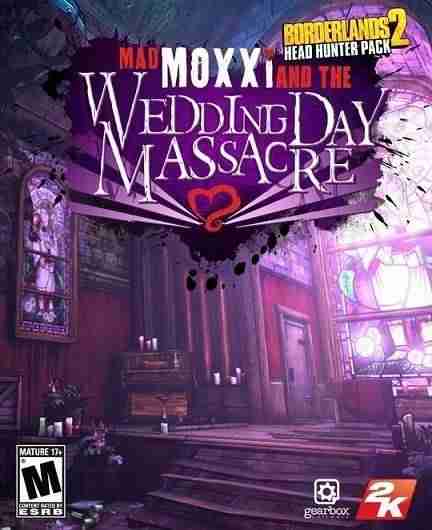 BORDERLANDS 2
HEAD HUNTER PACK
MAD MOXXI AND THE
WEDDING DAY
MASSACRE
MATURE 17+
M
CONTENT RATED BY
ESRB
gearbox
software
2K